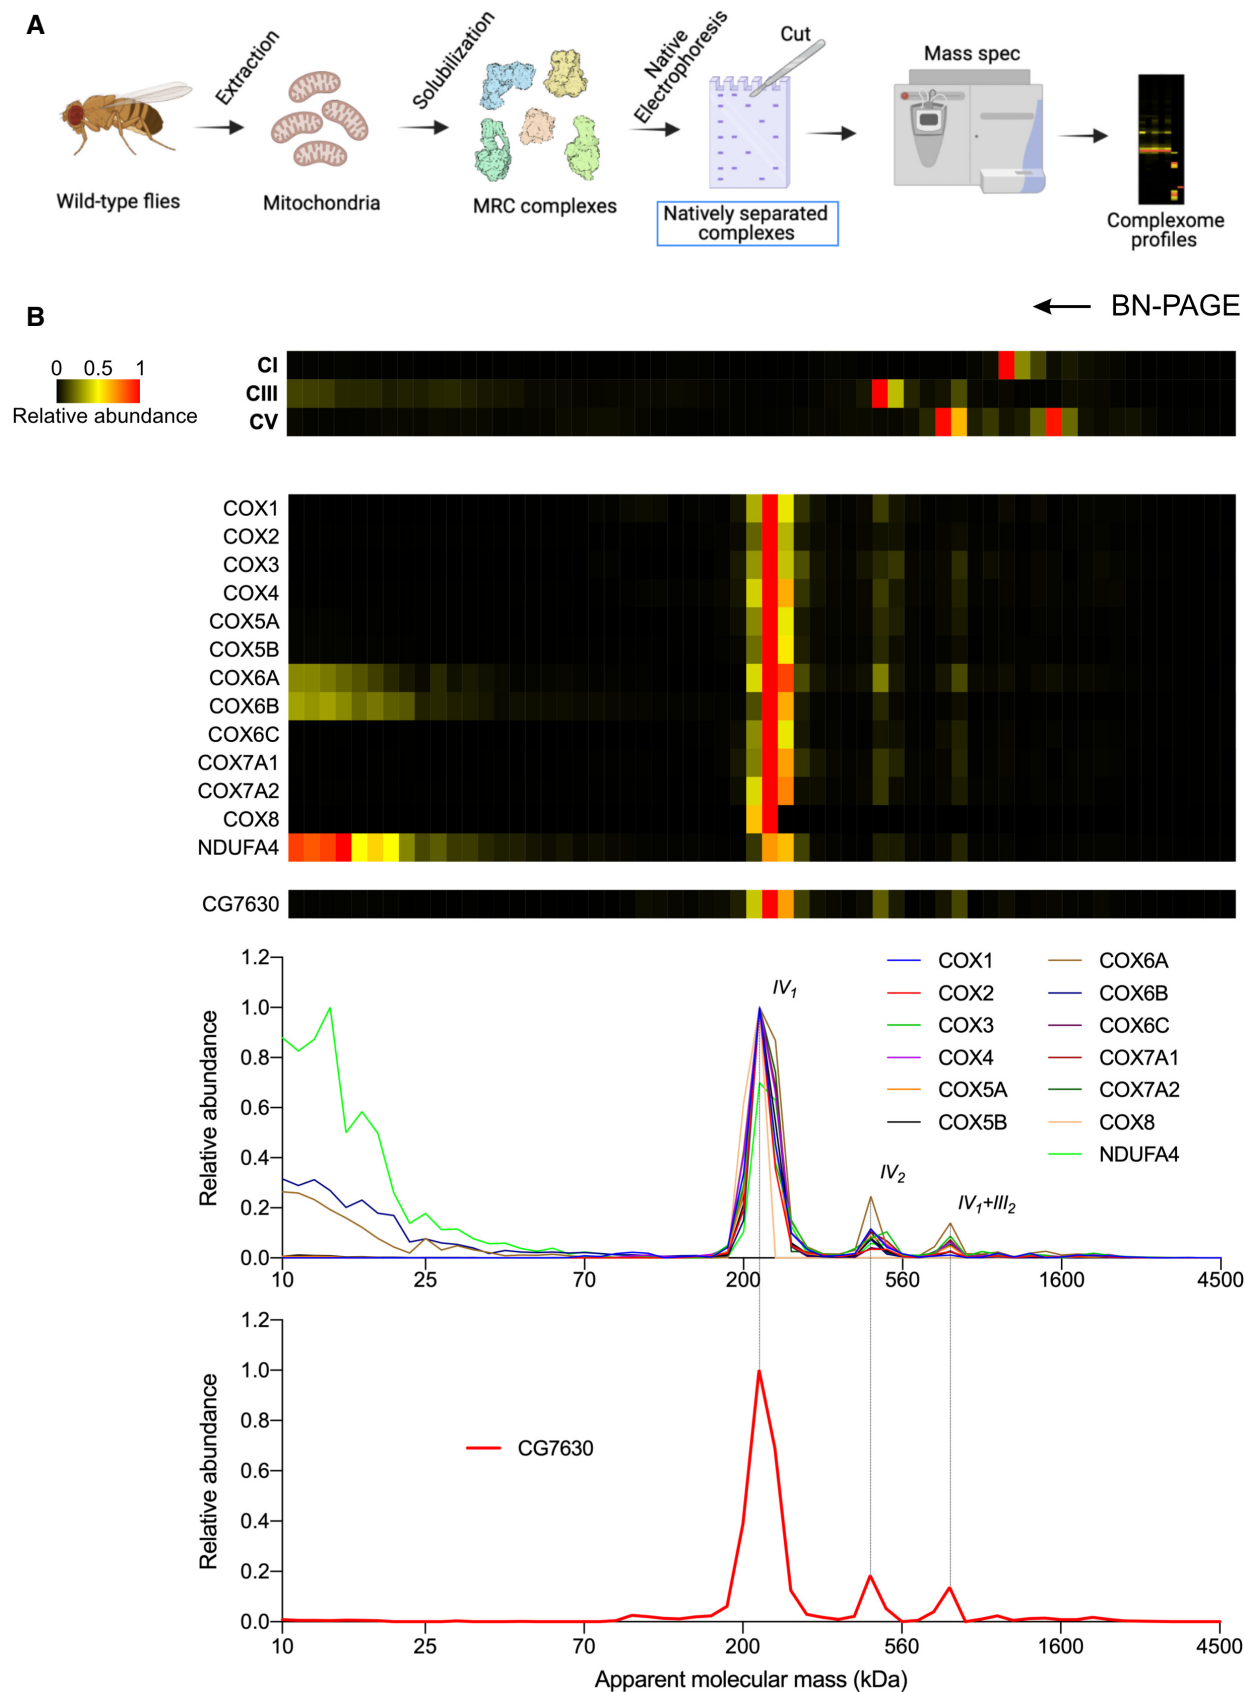 A
Extraction
Solubilization
Native
Electrophoresis
Cut
Mass spec
Wild-type flies
Mitochondria
MRC complexes
Natively separated
complexes
Complexome
profiles
B
BN-PAGE
0 0.5 1
Relative abundance
CI
CIII
CV
COX1
COX2
COX3
COX4
COX5A
COX5B
COX6A
COX6B
COX6C
COX7A1
COX7A2
COX8
NDUFA4
CG7630
1.2
1.0
0.8
0.6
0.4
0.2
0.0
Relative abundance
IV1
IV2
IV1+III2
COX1
COX2
COX3
COX4
COX5A
COX5B
COX6A
COX6B
COX6C
COX7A1
COX7A2
COX8
NDUFA4
10 25 70 200 560 1600 4500
1.2
1.0
0.8
0.6
0.4
0.2
0.0
Relative abundance
CG7630
10 25 70 200 560 1600 4500
Apparent molecular mass (kDa)